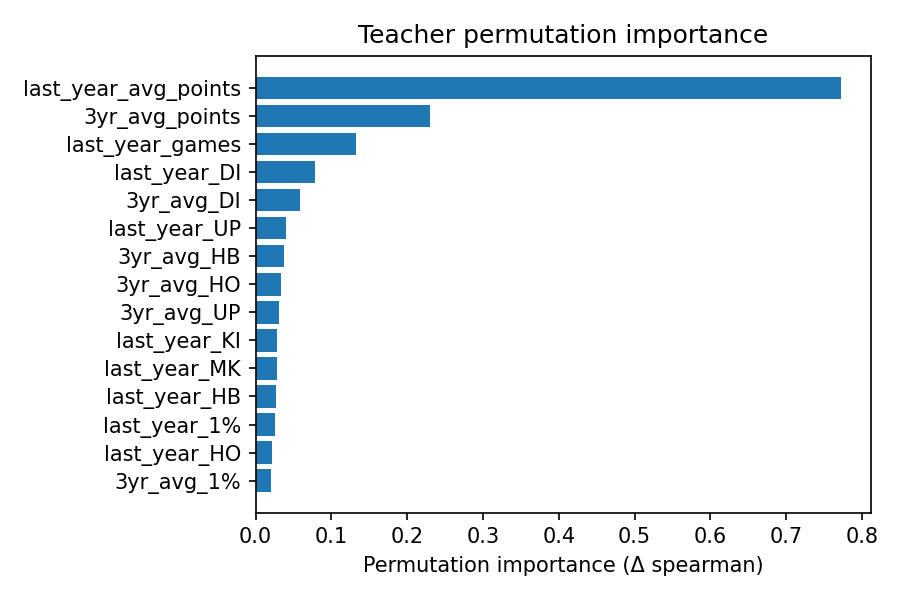 Teacher permutation importance
last_year_avg_points
3yr_avg_points
last_year_games
last_year_DI
3yr_avg_DI
last_year_UP
3yr_avg_HB
3yr_avg_HO
3yr_avg_UP
last_year_KI
last_year_MK
last_year_HB
last_year_1%
last_year_HO
3yr_avg_1%
0.0 0.1 0.2 0.3 0.4 0.5 0.6 0.7 0.8
Permutation importance (Δ spearman)